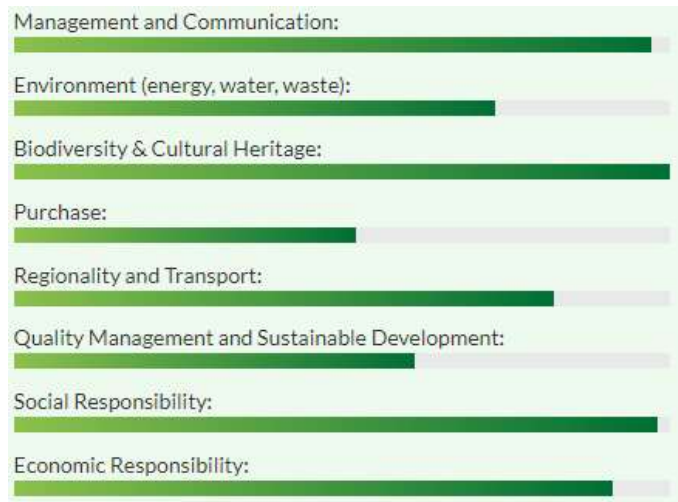 Management and Communication:
Environment (energy, water, waste):
Biodiversity & Cultural Heritage:
Purchase:
Regionality and Transport:
Quality Management and Sustainable Development:
Social Responsibility:
Economic Responsibility: